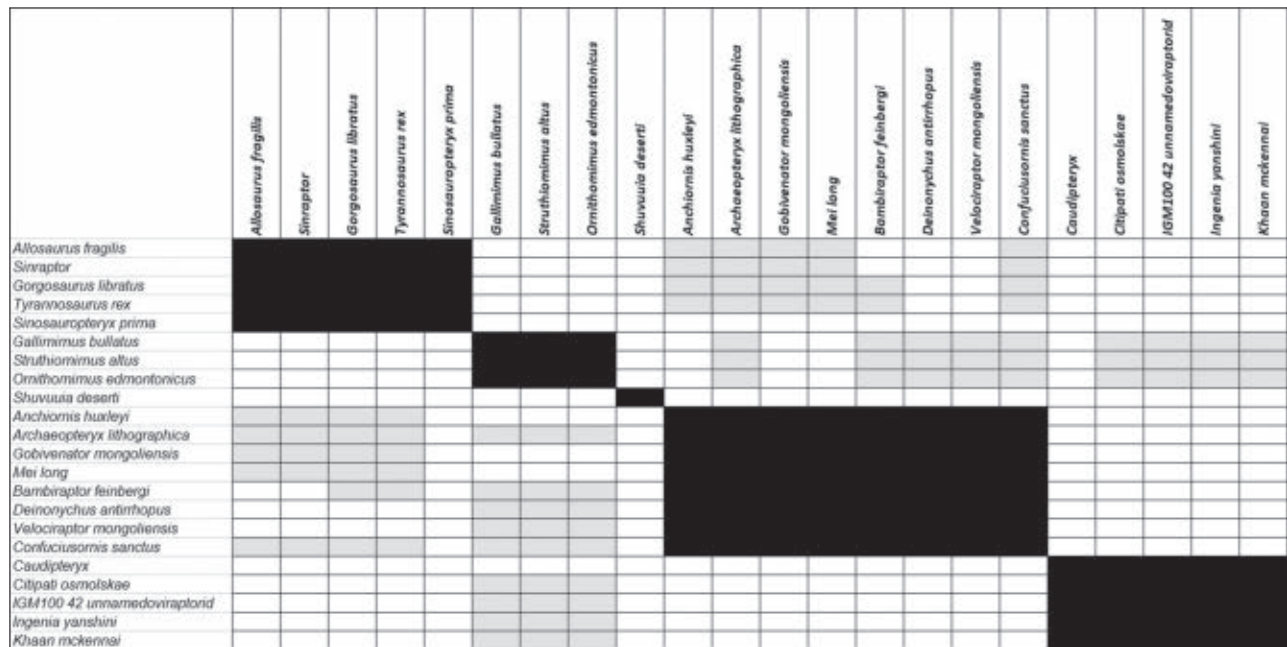 Allosaurus fragilis
Sinraptor
Gorgosaurus libratus
Tyrannosaurus rex
Sinosauropteryx prima
Gallimimus bullatus
Struthiomimus altus
Ornithomimus edmontonicus
Shuvuuia deserti
Anchiornis huxleyi
Archaeopteryx lithographica
Gobivenator mongoliensis
Mei long
Bambiraptor feinbergi
Deinonychus antirrhopus
Velociraptor mongoliensis
Confuciusornis sanctus
Caudipteryx
Citipati osmolskae
IGM100 42 unnamedoviraptorid
Ingenia yanshini
Khaan mckennai
Allosaurus fragilis
Sinraptor
Gorgosaurus libratus
Tyrannosaurus rex
Sinosauropteryx prima
Gallimimus bullatus
Struthiomimus altus
Ornithomimus edmontonicus
Shuvuuia deserti
Anchiornis huxleyi
Archaeopteryx lithographica
Gobivenator mongoliensis
Mei long
Bambiraptor feinbergi
Deinonychus antirrhopus
Velociraptor mongoliensis
Confuciusornis sanctus
Caudipteryx
Citipati osmolskae
IGM100 42 unnamedoviraptorid
Ingenia yanshini
Khaan mckennai